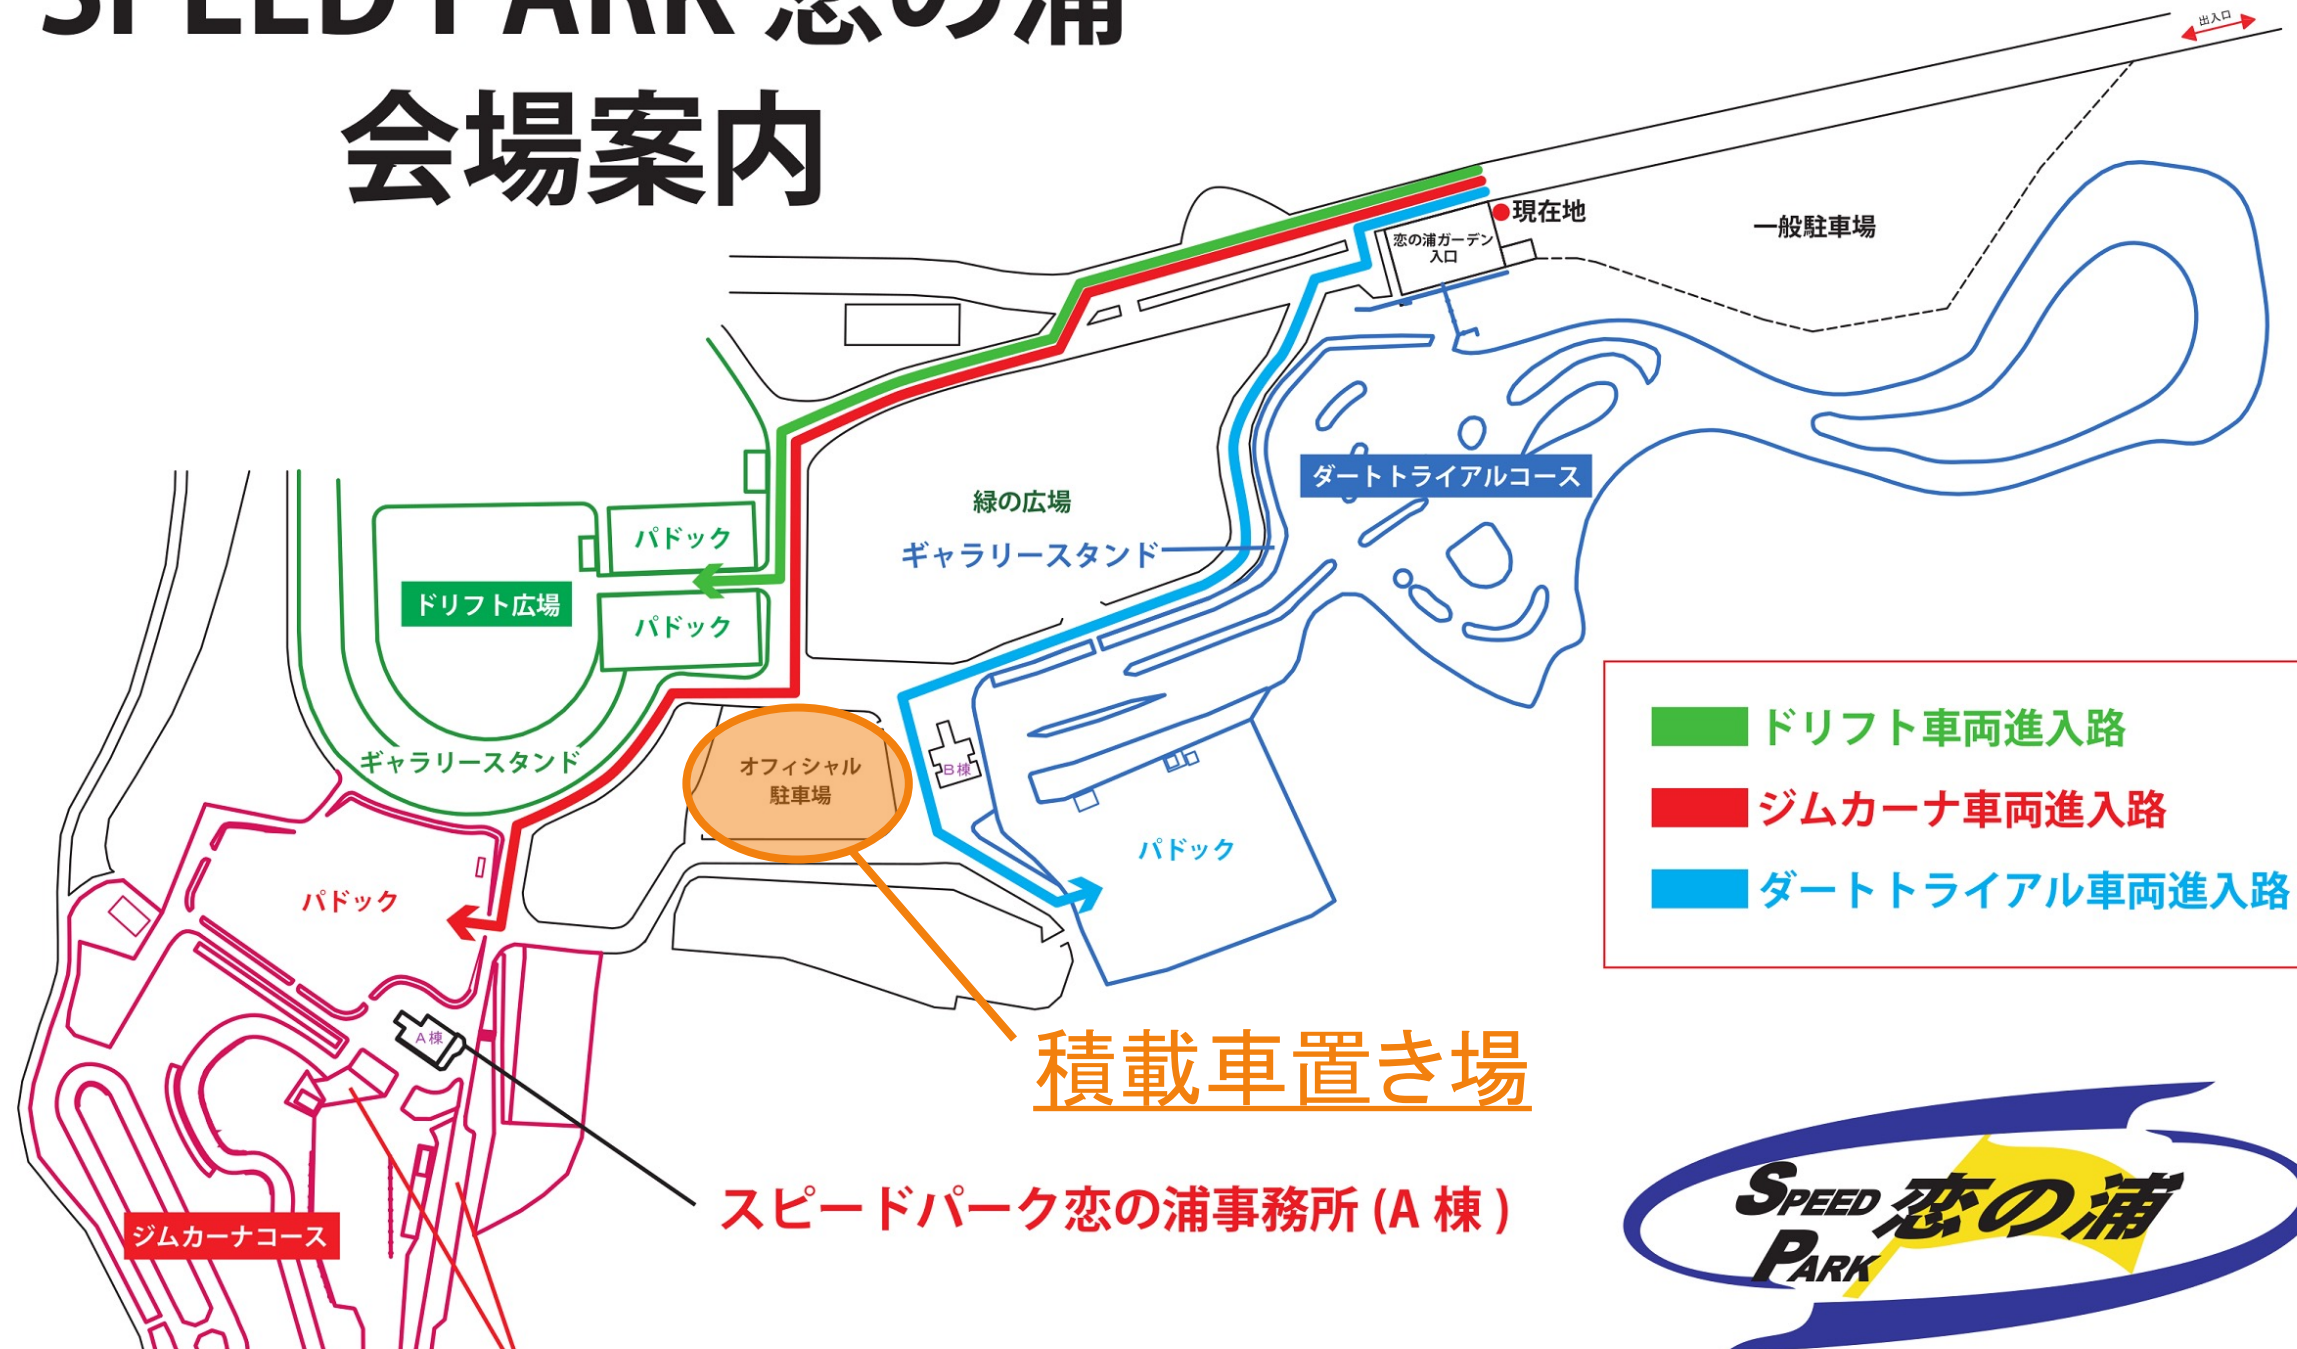 SPEED PARK 恋の浦
会場案内
出入口
現在地
一般駐車場
恋の浦ガーデン
入口
ダートトライアルコース
緑の広場
ギャラリースタンド
パドック
ドリフト広場
パドック
ギャラリースタンド
オフィシャル
駐車場
B棟
パドック
ドリフト車両進入路
ジムカーナ車両進入路
ダートトライアル車両進入路
パドック
A棟
積載車置き場
スピードパーク恋の浦事務所(A 棟)
ジムカーナコース
SPEED
PARK
恋の浦